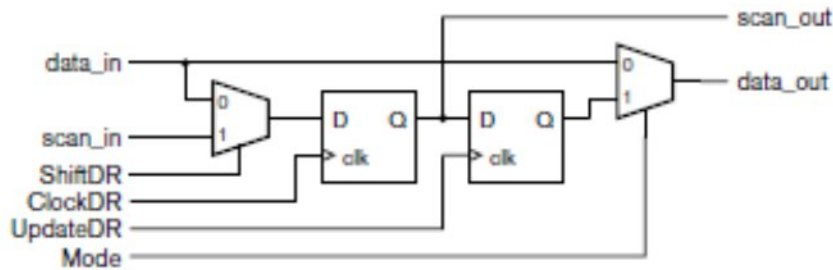 scan_out
data_in
0
data_out
0
1
D Q
D Q
1
scan_in
clk
clk
ShiftDR
ClockDR
UpdateDR
Mode